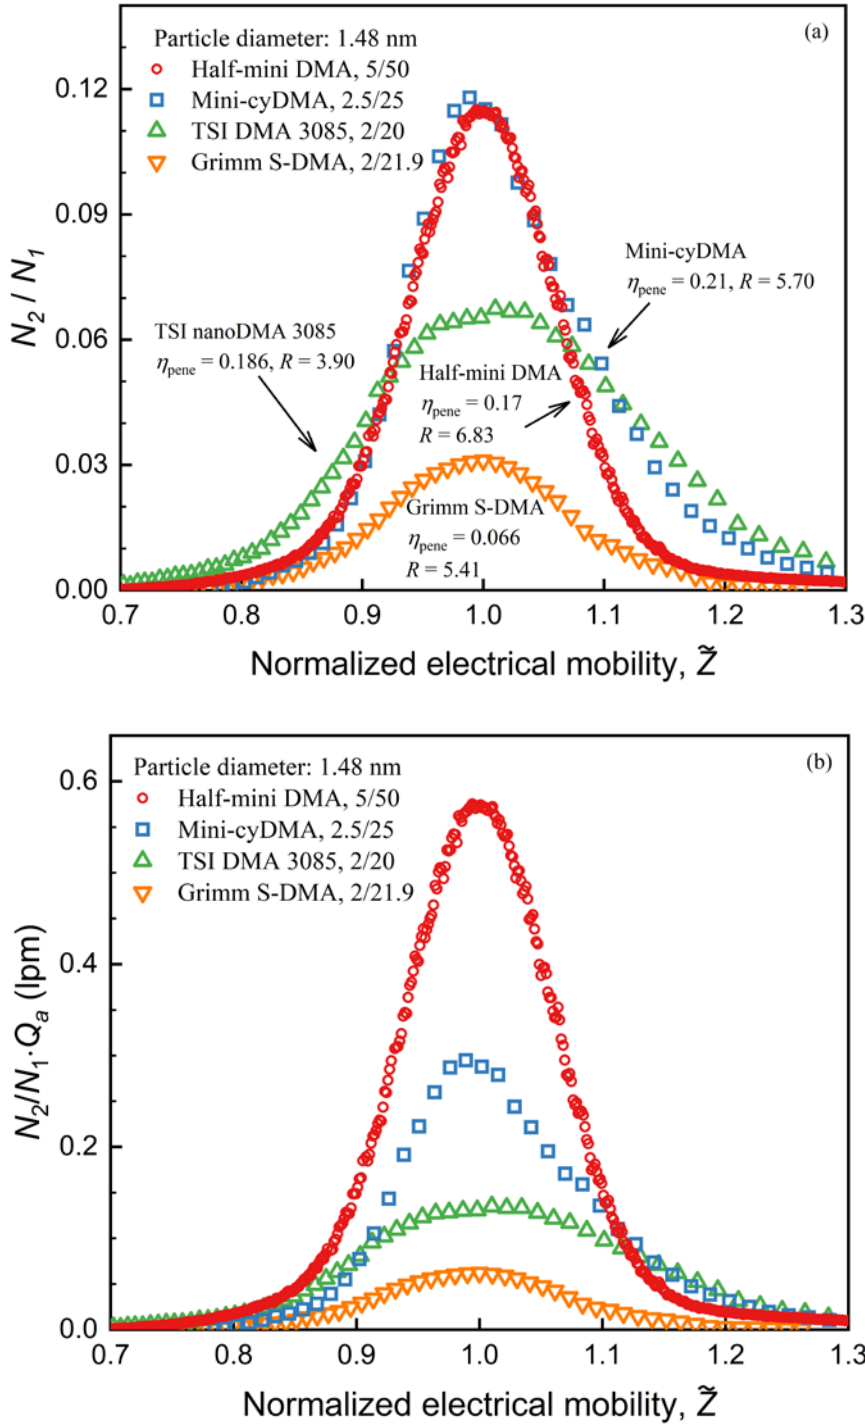 (a)
Particle diameter: 1.48 nm
Half-mini DMA, 5/50
Mini-cyDMA, 2.5/25
TSI DMA 3085, 2/20
Grimm S-DMA, 2/21.9
0.12
0.09
0.06
0.03
0.00
N₂ / N₁
Mini-cyDMA
η_pene = 0.21, R = 5.70
TSI nanoDMA 3085
η_pene = 0.186, R = 3.90
Half-mini DMA
η_pene = 0.17
R = 6.83
Grimm S-DMA
η_pene = 0.066
R = 5.41
0.7 0.8 0.9 1.0 1.1 1.2 1.3
Normalized electrical mobility, Z̃
(b)
Particle diameter: 1.48 nm
Half-mini DMA, 5/50
Mini-cyDMA, 2.5/25
TSI DMA 3085, 2/20
Grimm S-DMA, 2/21.9
0.6
0.4
0.2
0.0
N₂/N₁·Qₐ (lpm)
0.7 0.8 0.9 1.0 1.1 1.2 1.3
Normalized electrical mobility, Z̃